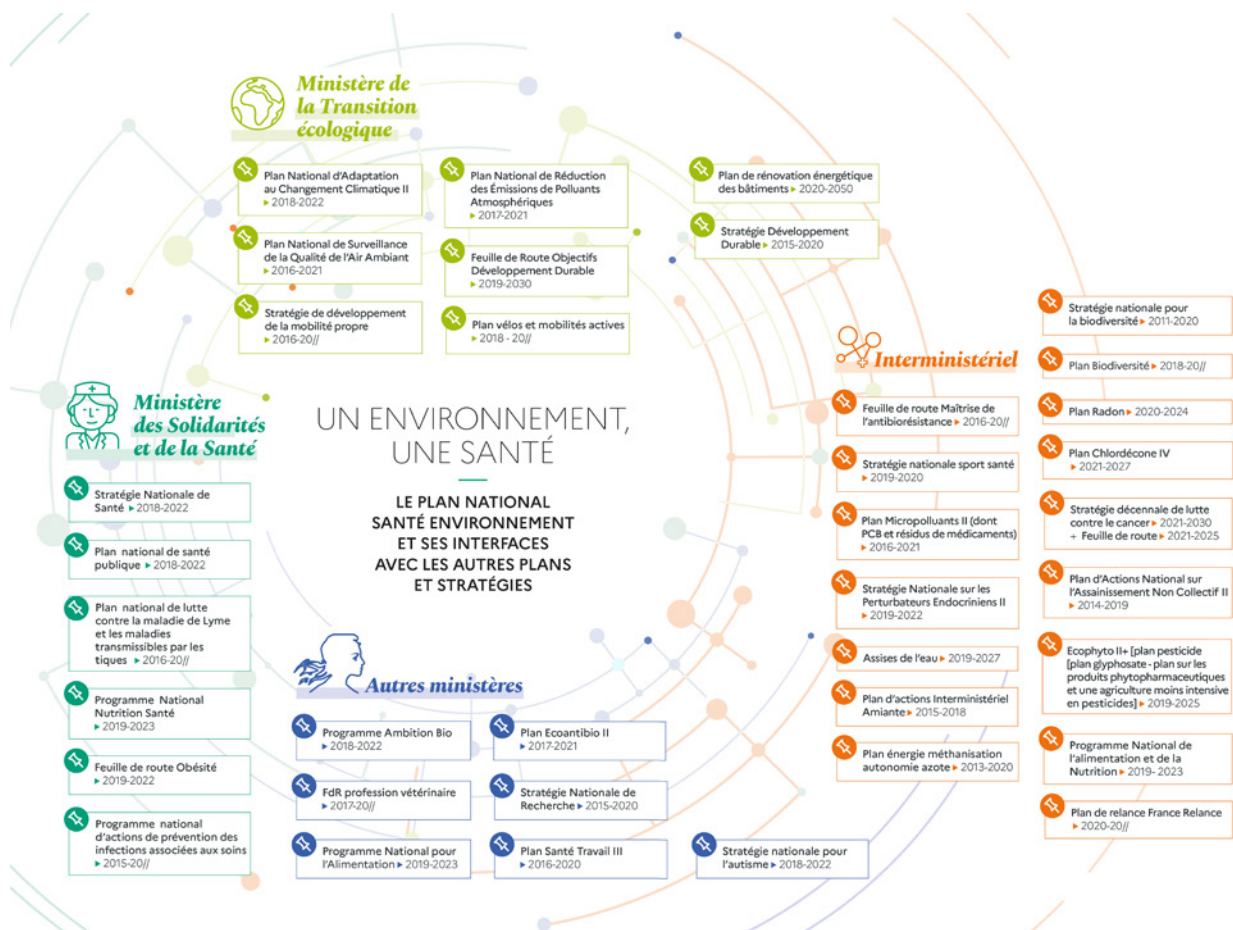 Ministère de
la Transition
écologique
Plan National d'Adaptation
au Changement Climatique II
▸ 2018-2022
Plan National de Surveillance
de la Qualité de l'Air Ambiant
▸ 2016-2021
Stratégie de développement
de la mobilité propre
▸ 2016-20//
Plan National de Réduction
des Émissions de Polluants
Atmosphériques
▸ 2017-2021
Feuille de Route Objectifs
Développement Durable
▸ 2019-2030
Plan vélos et mobilités actives
▸ 2018 - 20//
Plan de rénovation énergétique
des bâtiments ▸ 2020-2050
Stratégie Développement
Durable ▸ 2015-2020
Ministère
des Solidarités
et de la Santé
Stratégie Nationale de
Santé ▸ 2018-2022
Plan national de santé
publique ▸ 2018-2022
Plan national de lutte
contre la maladie de Lyme
et les maladies
transmissibles par les
tiques ▸ 2016-20//
Programme National
Nutrition Santé
▸ 2019-2023
Feuille de route Obésité
▸ 2019-2022
Programme national
d'actions de prévention des
infections associées aux soins
▸ 2015-20//
UN ENVIRONNEMENT,
UNE SANTÉ
LE PLAN NATIONAL
SANTÉ ENVIRONNEMENT
ET SES INTERFACES
AVEC LES AUTRES PLANS
ET STRATÉGIES
Autres ministères
Programme Ambition Bio
▸ 2018-2022
FdR profession vétérinaire
▸ 2017-20//
Programme National pour
l'Alimentation ▸ 2019-2023
Plan Ecoantibio II
▸ 2017-2021
Stratégie Nationale de
Recherche ▸ 2015-2020
Plan Santé Travail III
▸ 2016-2020
Stratégie nationale pour
l'autisme ▸ 2018-2022
Interministériel
Feuille de route Maîtrise de
l'antibiorésistance ▸ 2016-20//
Stratégie nationale sport santé
▸ 2019-2020
Plan Micropolluants II (dont
PCB et résidus de médicaments)
▸ 2016-2021
Stratégie Nationale sur les
Perturbateurs Endocriniens II
▸ 2019-2022
Assises de l'eau ▸ 2019-2027
Plan d'actions Interministériel
Amiante ▸ 2015-2018
Plan énergie méthanisation
autonomie azote ▸ 2013-2020
Stratégie nationale pour
la biodiversité ▸ 2011-2020
Plan Biodiversité ▸ 2018-20//
Plan Radon ▸ 2020-2024
Plan Chlordécone IV
▸ 2021-2027
Stratégie décennale de lutte
contre le cancer ▸ 2021-2030
+ Feuille de route ▸ 2021-2025
Plan d'Actions National sur
l'Assainissement Non Collectif II
▸ 2014-2019
Ecophyto II+ [plan pesticide
[plan glyphosate - plan sur les
produits phytopharmaceutiques
et une agriculture moins intensive
en pesticides] ▸ 2019-2025
Programme National de
l'alimentation et de la
Nutrition ▸ 2019- 2023
Plan de relance France Relance
▸ 2020-20//